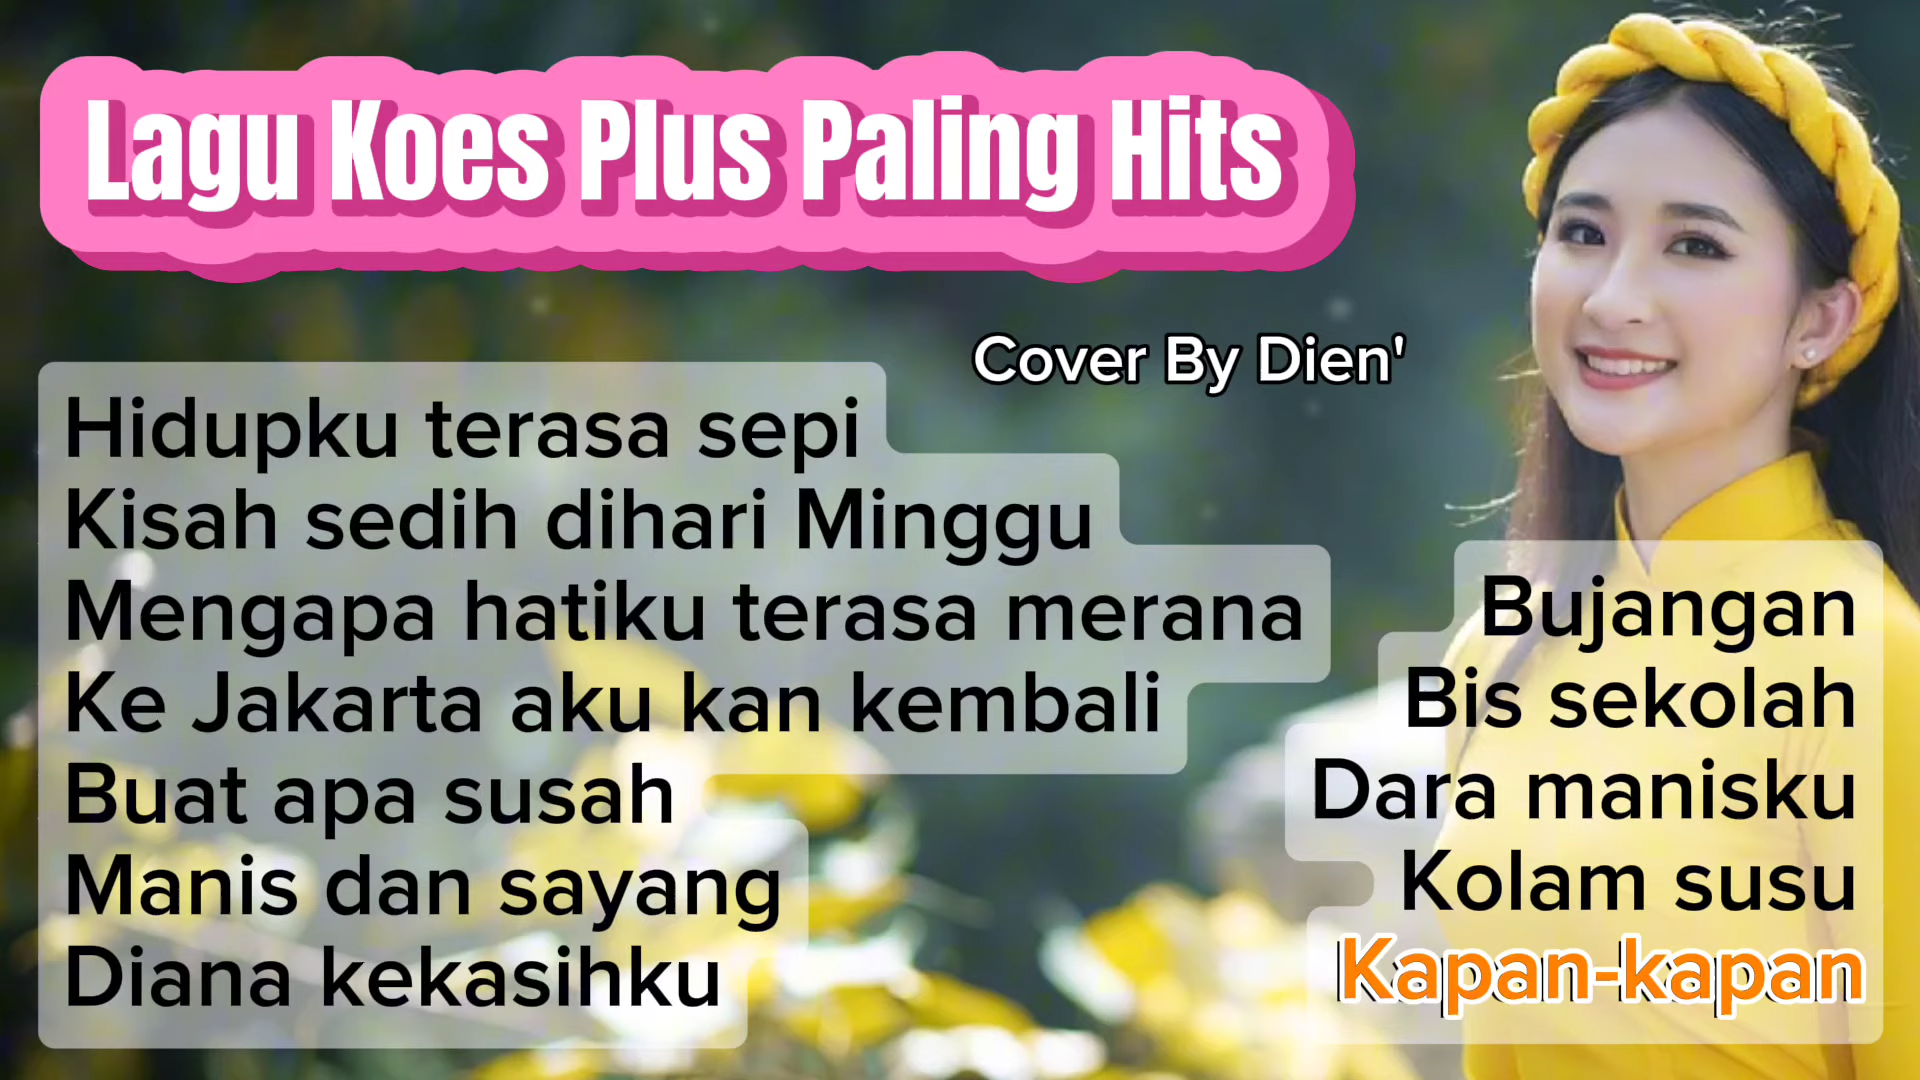 Lagu Koes Plus Paling Hits
Cover By Dien'
Hidupku terasa sepi
Kisah sedih dihari Minggu
Mengapa hatiku terasa merana
Ke Jakarta aku kan kembali
Buat apa susah
Manis dan sayang
Diana kekasihku
Bujangan
Bis sekolah
Dara manisku
Kolam susu
Kapan-kapan